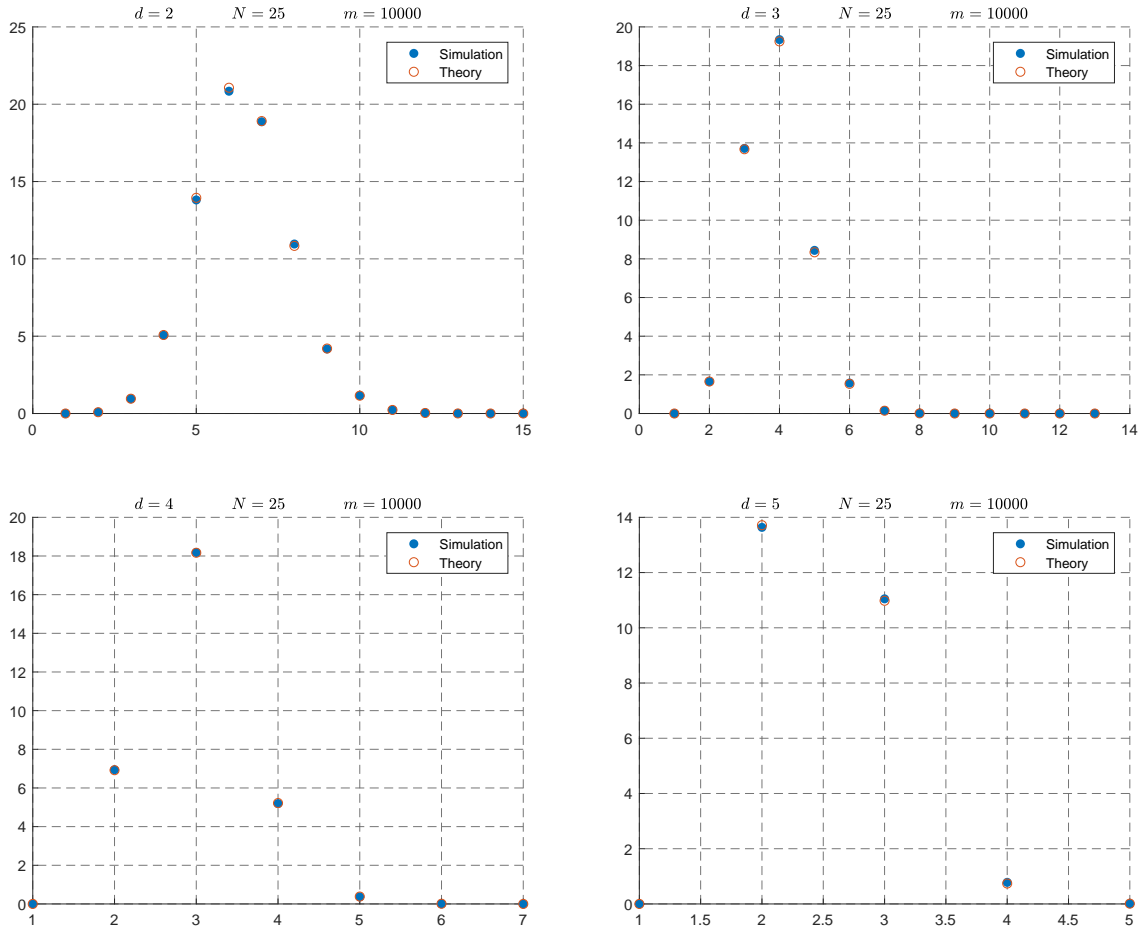 d = 2 N = 25 m = 10000
25
20
15
10
5
0
0 5 10 15
Simulation
Theory
d = 3 N = 25 m = 10000
20
18
16
14
12
10
8
6
4
2
0
0 2 4 6 8 10 12 14
Simulation
Theory
d = 4 N = 25 m = 10000
20
18
16
14
12
10
8
6
4
2
0
1 2 3 4 5 6 7
Simulation
Theory
d = 5 N = 25 m = 10000
14
12
10
8
6
4
2
0
1 1.5 2 2.5 3 3.5 4 4.5 5
Simulation
Theory